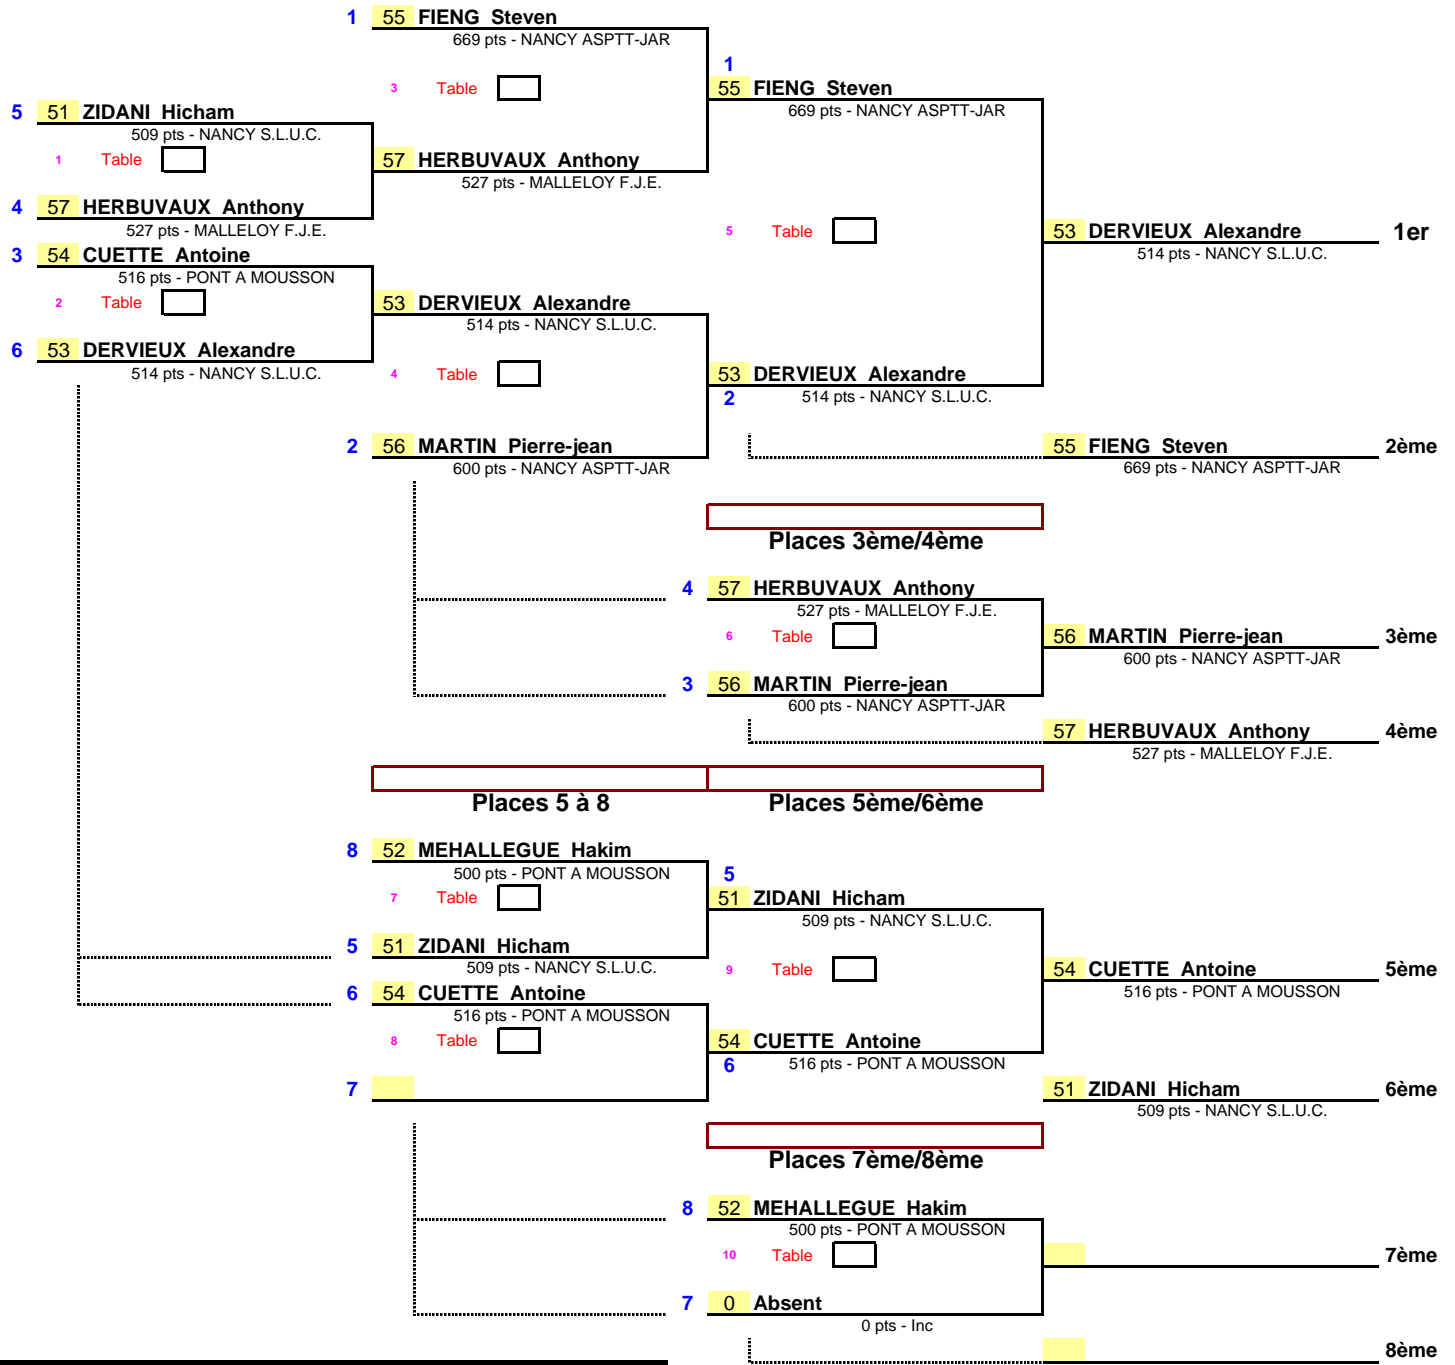 1 55 FIENG Steven
669 pts - NANCY ASPTT-JAR
1
3 Table
55 FIENG Steven
5 51 ZIDANI Hicham
669 pts - NANCY ASPTT-JAR
509 pts - NANCY S.L.U.C.
1 Table
57 HERBUVAUX Anthony
527 pts - MALLELOY F.J.E.
4 57 HERBUVAUX Anthony
527 pts - MALLELOY F.J.E.
5 Table
53 DERVIEUX Alexandre 1er
514 pts - NANCY S.L.U.C.
3 54 CUETTE Antoine
516 pts - PONT A MOUSSON
2 Table
53 DERVIEUX Alexandre
514 pts - NANCY S.L.U.C.
6 53 DERVIEUX Alexandre
514 pts - NANCY S.L.U.C.
4 Table
53 DERVIEUX Alexandre
2 514 pts - NANCY S.L.U.C.
2 56 MARTIN Pierre-jean
600 pts - NANCY ASPTT-JAR
55 FIENG Steven 2ème
669 pts - NANCY ASPTT-JAR
Places 3ème/4ème
4 57 HERBUVAUX Anthony
527 pts - MALLELOY F.J.E.
6 Table
56 MARTIN Pierre-jean 3ème
600 pts - NANCY ASPTT-JAR
3 56 MARTIN Pierre-jean
600 pts - NANCY ASPTT-JAR
57 HERBUVAUX Anthony 4ème
527 pts - MALLELOY F.J.E.
Places 5 à 8 Places 5ème/6ème
8 52 MEHALLEGUE Hakim
500 pts - PONT A MOUSSON
5
7 Table
51 ZIDANI Hicham
509 pts - NANCY S.L.U.C.
5 51 ZIDANI Hicham
509 pts - NANCY S.L.U.C.
9 Table
54 CUETTE Antoine 5ème
516 pts - PONT A MOUSSON
6 54 CUETTE Antoine
516 pts - PONT A MOUSSON
8 Table
54 CUETTE Antoine
6 516 pts - PONT A MOUSSON
7
51 ZIDANI Hicham 6ème
509 pts - NANCY S.L.U.C.
Places 7ème/8ème
8 52 MEHALLEGUE Hakim
500 pts - PONT A MOUSSON
10 Table
7ème
7 0 Absent
0 pts - Inc
8ème